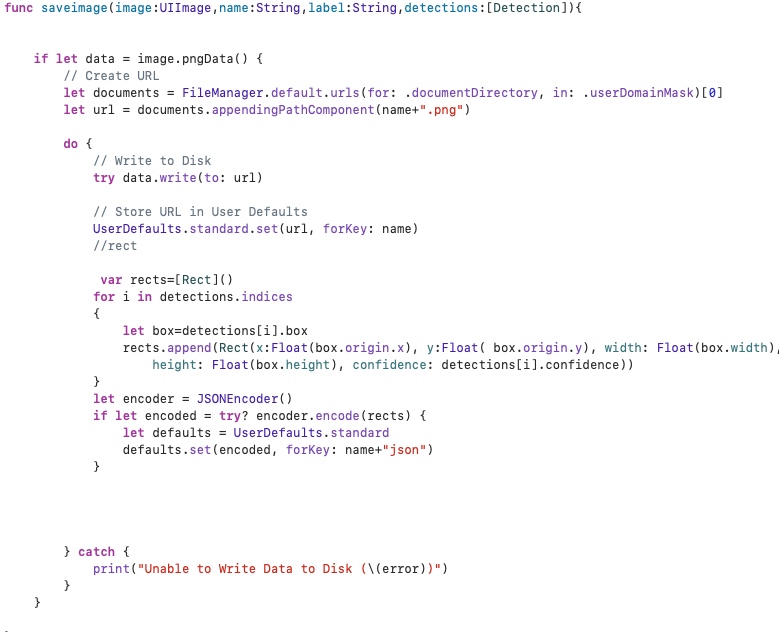 func saveimage(image:UIImage,name:String,label:String,detections:[Detection]){
if let data = image.pngData() {
// Create URL
let documents = FileManager.default.urls(for: .documentDirectory, in: .userDomainMask)[0]
let url = documents.appendingPathComponent(name+".png")
do {
// Write to Disk
try data.write(to: url)
// Store URL in User Defaults
UserDefaults.standard.set(url, forKey: name)
//rect
var rects=[Rect]()
for i in detections.indices
{
let box=detections[i].box
rects.append(Rect(x:Float(box.origin.x), y:Float( box.origin.y), width: Float(box.width),
height: Float(box.height), confidence: detections[i].confidence))
}
let encoder = JSONEncoder()
if let encoded = try? encoder.encode(rects) {
let defaults = UserDefaults.standard
defaults.set(encoded, forKey: name+"json")
}
} catch {
print("Unable to Write Data to Disk (\(error))")
}
}